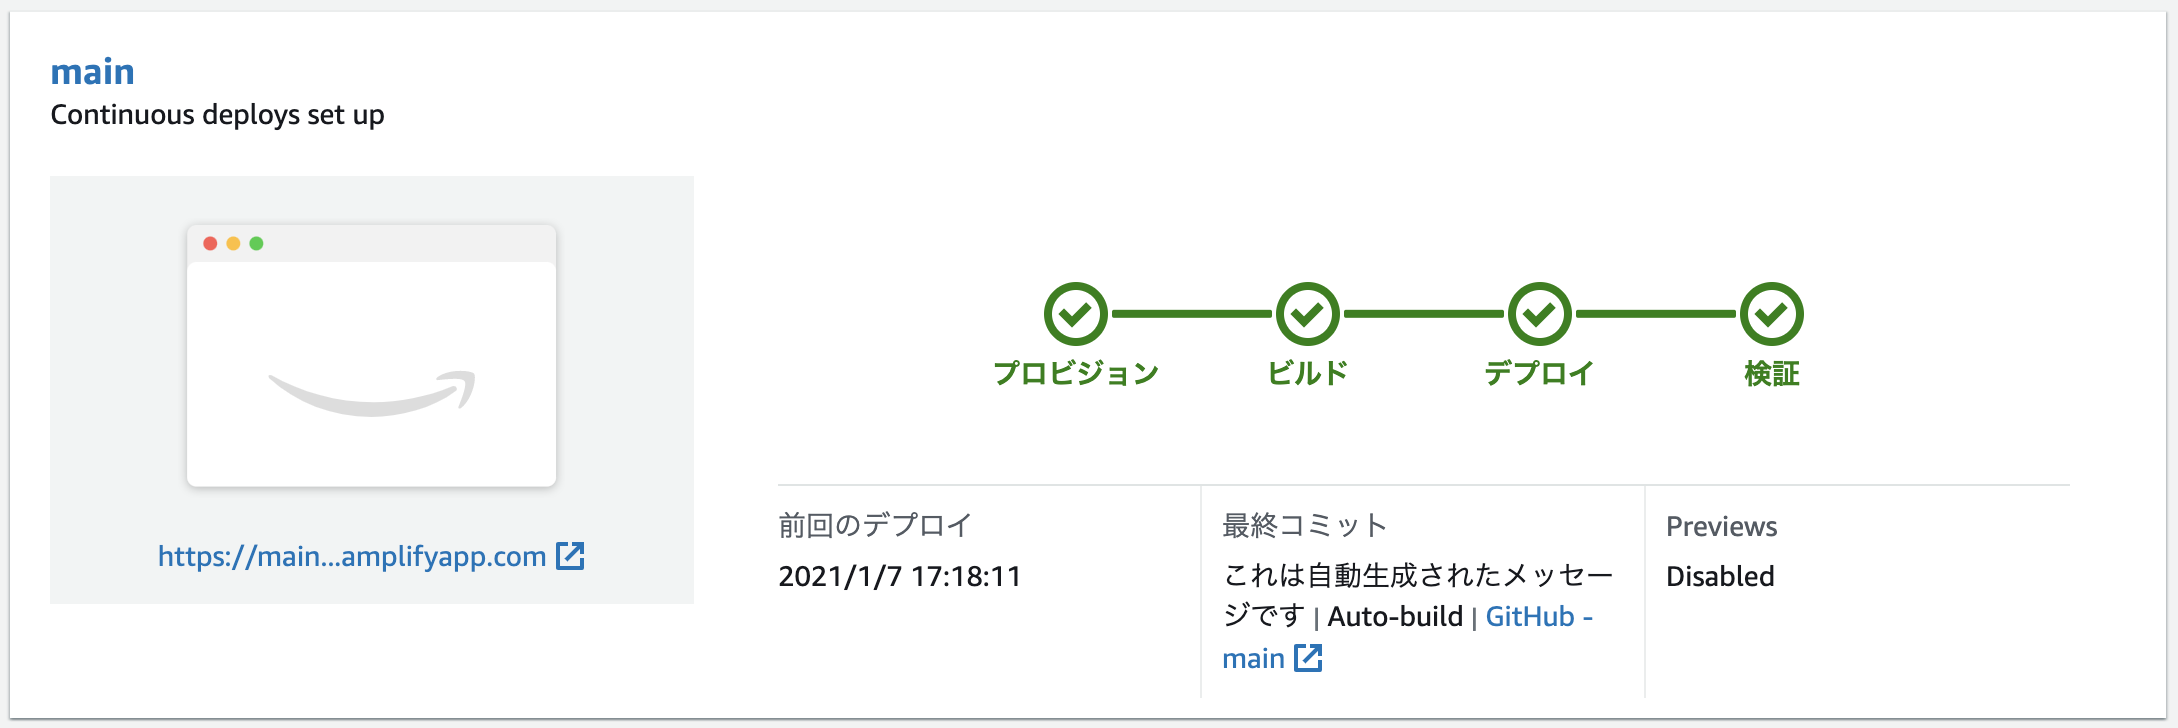 main
Continuous deploys set up
https://main...amplifyapp.com
プロビジョン
ビルド
デプロイ
検証
前回のデプロイ
2021/1/7 17:18:11
最終コミット
これは自動生成されたメッセー
ジです | Auto-build | GitHub -
main
Previews
Disabled